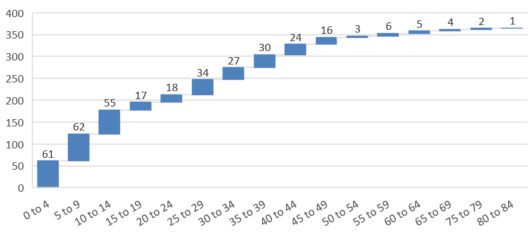 400
350
300
250
200
150
100
50
0
61
62
55
17
18
34
27
30
24
16
3
6
5
4
2
1
0 to 4
5 to 9
10 to 14
15 to 19
20 to 24
25 to 29
30 to 34
35 to 39
40 to 44
45 to 49
50 to 54
55 to 59
60 to 64
65 to 69
75 to 79
80 to 84